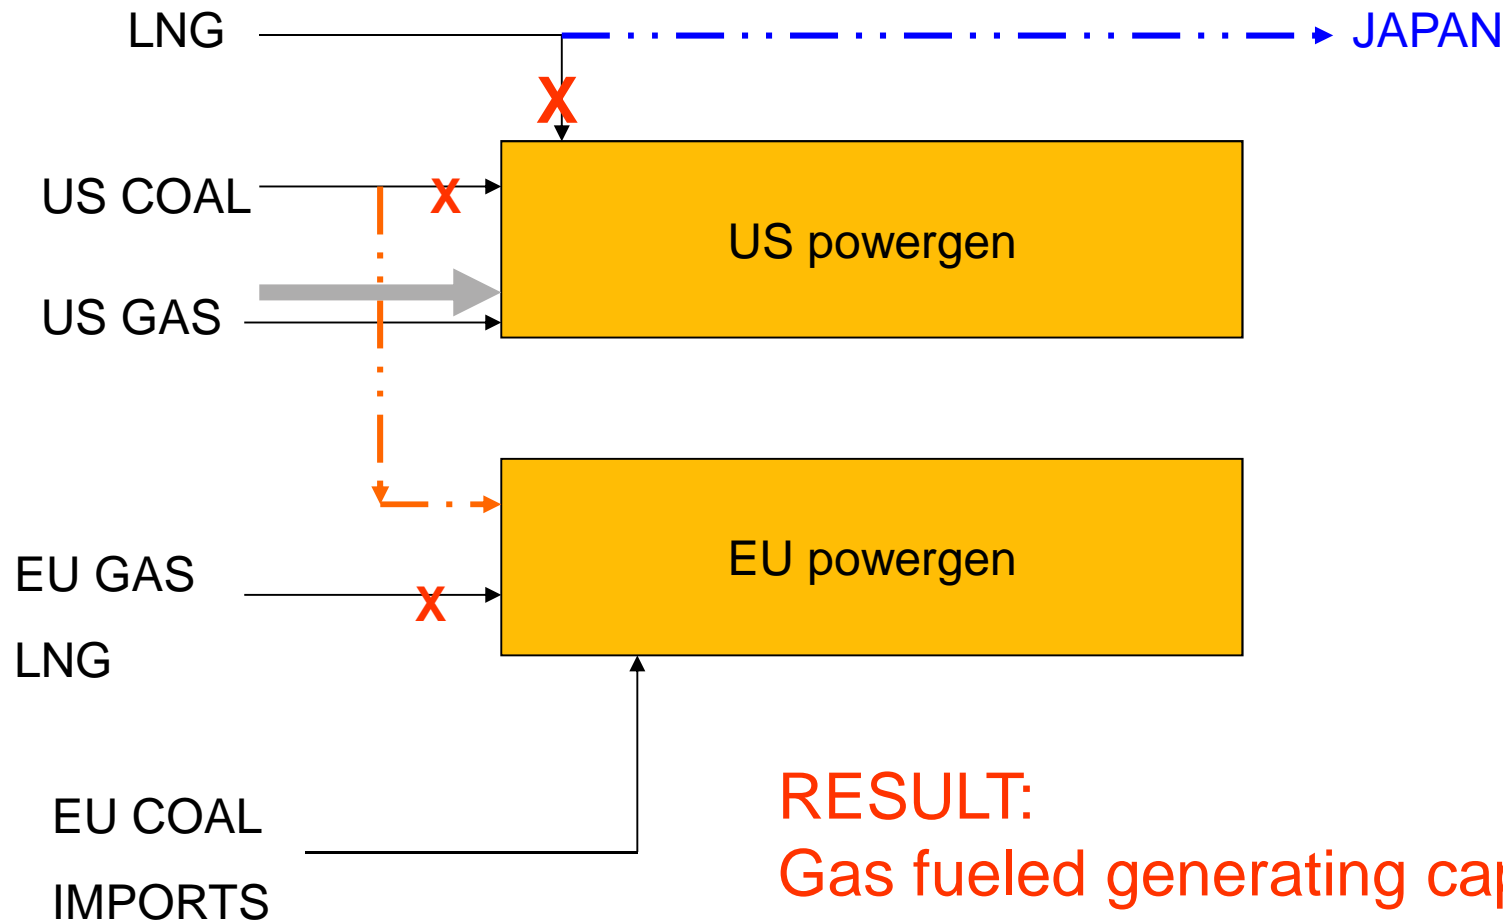 LNG
JAPAN
X
US COAL
X
US powergen
US GAS
EU powergen
EU GAS
X
LNG
RESULT:
EU COAL
Gas fueled generating
IMPORTS